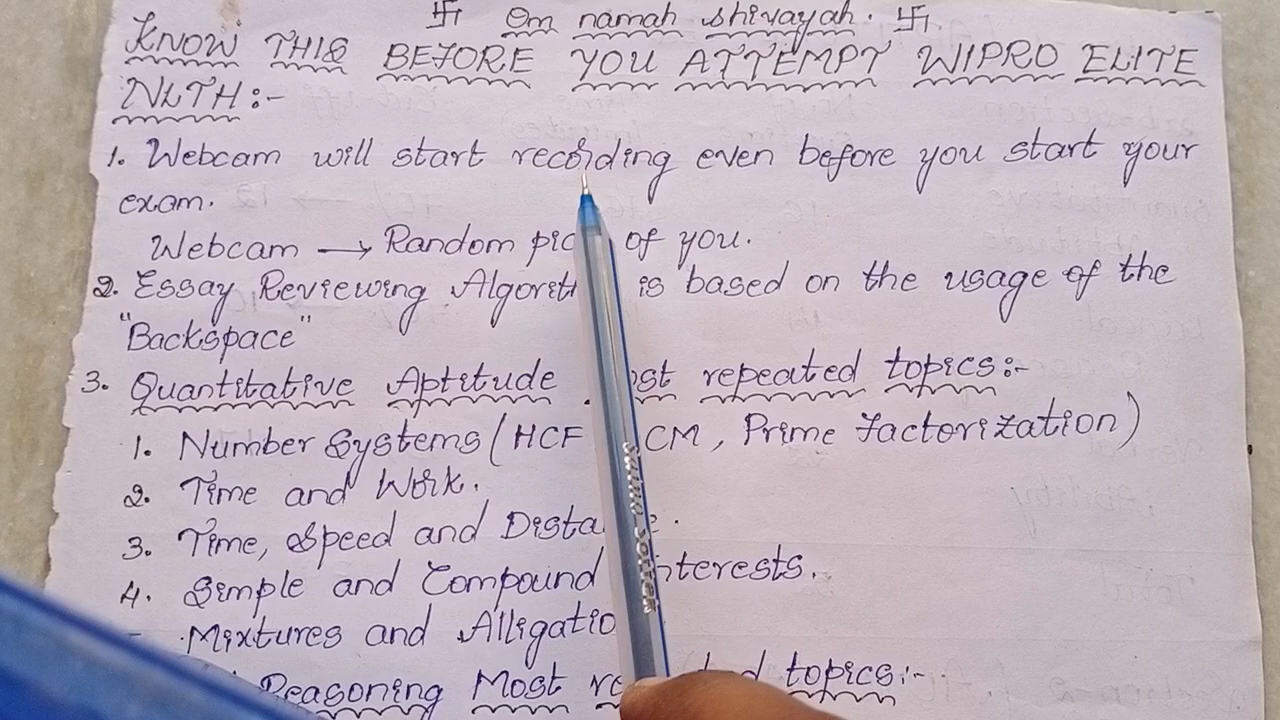 卐 Om namah shivayah. 卐
KNOW THIS BEFORE YOU ATTEMPT WIPRO ELITE
NLTH:-
1. Webcam will start recording even before you start your
exam.
Webcam → Random of you.
2. Essay Reviewing is based on the usage of the
"Backspace"
3. Quantitative Aptitude repeated topics:-
1. Number Systems (HCF CM, Prime Factorization)
2. Time and Work.
3. Time, Speed and
4. Simple and Compound
Mixtures and
Reasoning Most topics:-